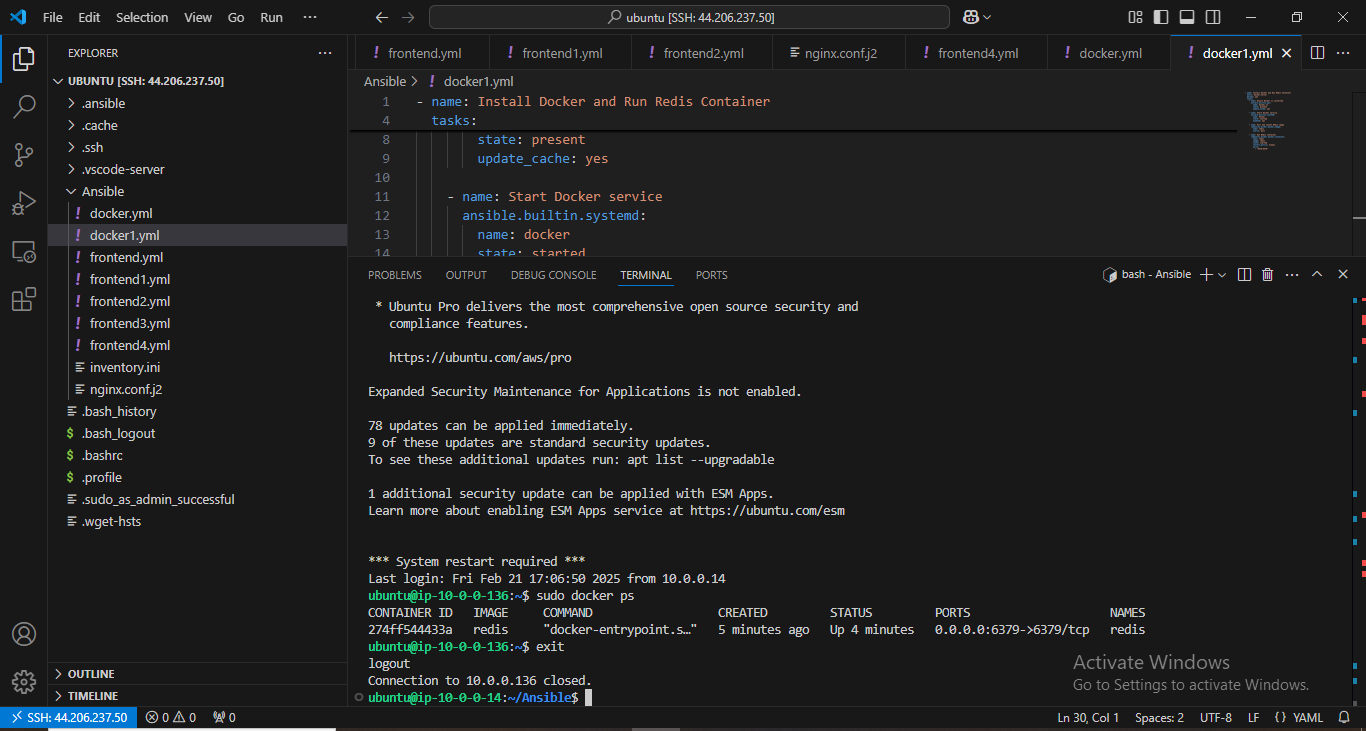 File Edit Selection View Go Run ···
ubuntu [SSH: 44.206.237.50]
EXPLORER
UBUNTU [SSH: 44.206.237.50]
.ansible
.cache
.ssh
.vscode-server
Ansible
! docker.yml
! docker1.yml
! frontend.yml
! frontend1.yml
! frontend2.yml
! frontend3.yml
! frontend4.yml
inventory.ini
nginx.conf.j2
.bash_history
$ .bash_logout
$ .bashrc
$ .profile
.sudo_as_admin_successful
.wget-hsts
OUTLINE
TIMELINE
! frontend.yml ! frontend1.yml ! frontend2.yml nginx.conf.j2 ! frontend4.yml ! docker.yml ! docker1.yml
Ansible > ! docker1.yml
1 - name: Install Docker and Run Redis Container
4 tasks:
8 state: present
9 update_cache: yes
10
11 - name: Start Docker service
12 ansible.builtin.systemd:
13 name: docker
14 state: started
PROBLEMS OUTPUT DEBUG CONSOLE TERMINAL PORTS
bash - Ansible
* Ubuntu Pro delivers the most comprehensive open source security and
compliance features.
https://ubuntu.com/aws/pro
Expanded Security Maintenance for Applications is not enabled.
78 updates can be applied immediately.
9 of these updates are standard security updates.
To see these additional updates run: apt list --upgradable
1 additional security update can be applied with ESM Apps.
Learn more about enabling ESM Apps service at https://ubuntu.com/esm
*** System restart required ***
Last login: Fri Feb 21 17:06:50 2025 from 10.0.0.14
ubuntu@ip-10-0-0-136:~$ sudo docker ps
CONTAINER ID IMAGE COMMAND CREATED STATUS PORTS NAMES
274ff544433a redis "docker-entrypoint.s…" 5 minutes ago Up 4 minutes 0.0.0.0:6379->6379/tcp redis
ubuntu@ip-10-0-0-136:~$ exit
logout
Connection to 10.0.0.136 closed.
ubuntu@ip-10-0-0-14:~/Ansible$
Activate Windows
Go to Settings to activate Windows.
SSH: 44.206.237.50 0 0 0 Ln 30, Col 1 Spaces: 2 UTF-8 LF {} YAML